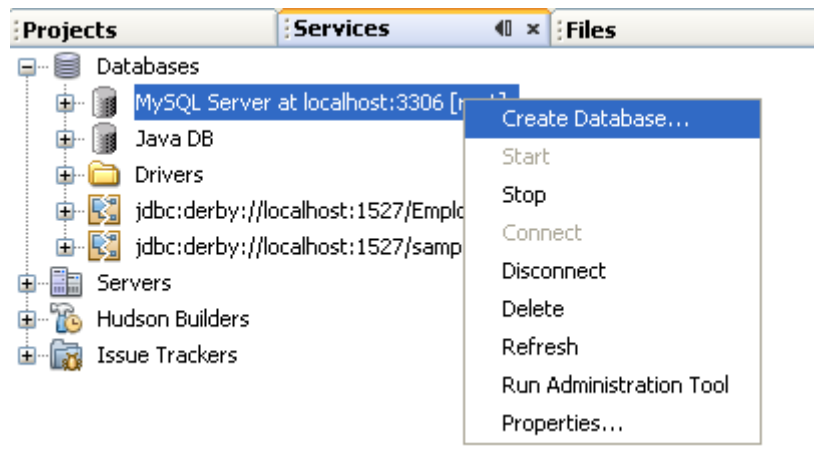 Projects Services Files
Databases
MySQL Server at localhost:3306 [
Java DB
Drivers
jdbc:derby://localhost:1527/Emplo
jdbc:derby://localhost:1527/samp
Servers
Hudson Builders
Issue Trackers
Create Database...
Start
Stop
Connect
Disconnect
Delete
Refresh
Run Administration Tool
Properties...